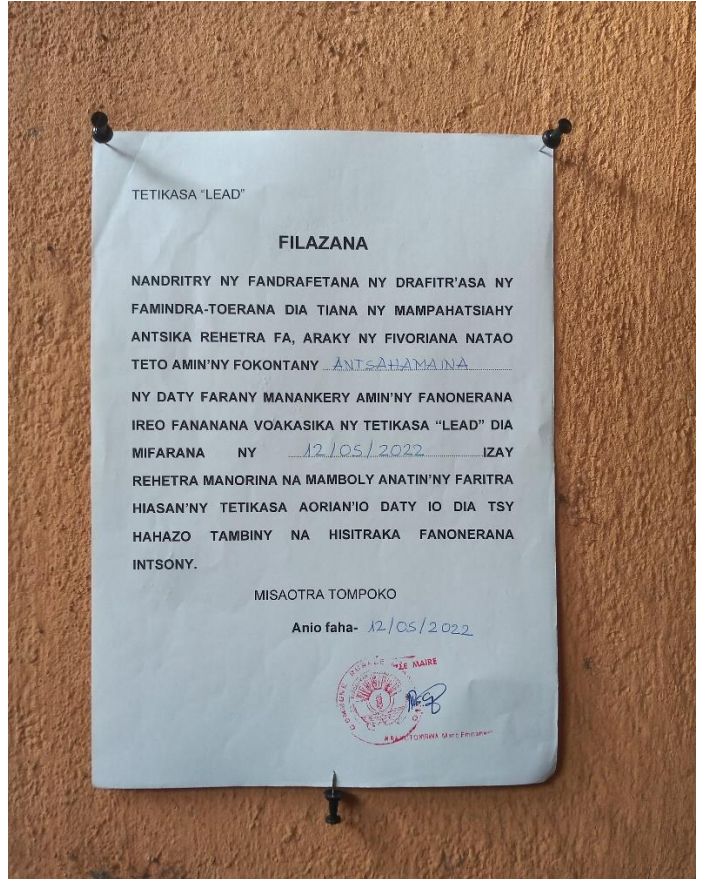 TETIKASA “LEAD”
FILAZANA
NANDRITRY NY FANDRAFETANA NY DRAFITR’ASA NY
FAMINDRA-TOERANA DIA TIANA NY MAMPAHATSIAHY
ANTSIKA REHETRA FA, ARAKY NY FIVORIANA NATAO
TETO AMIN’NY FOKONTANY ANTSAHAMAINA
NY DATY FARANY MANANKERY AMIN’NY FANONERANA
IREO FANANANA VOAKASIKA NY TETIKASA “LEAD” DIA
MIFARANA NY 12/05/2022 IZAY
REHETRA MANORINA NA MAMBOLY ANATIN’NY FARITRA
HIASAN’NY TETIKASA AORIAN’IO DATY IO DIA TSY
HAHAZO TAMBINY NA HISITRAKA FANONERANA
INTSONY.
MISAOTRA TOMPOKO
Anio faha- 12/05/2022
COMMUNE RURALE
LE MAIRE